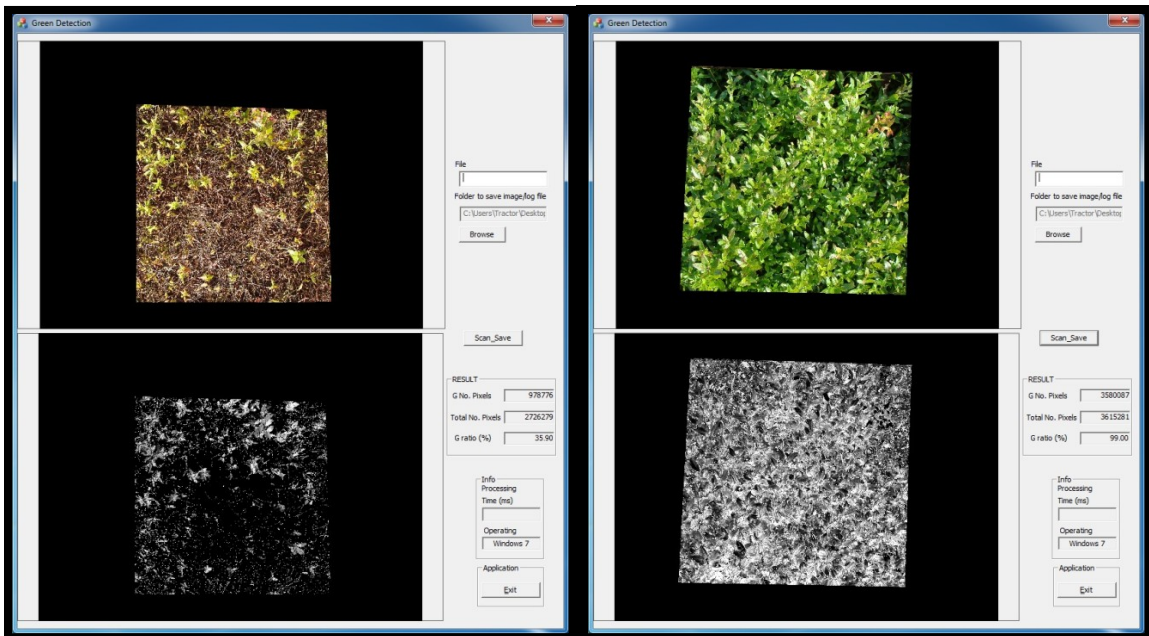 Green Detection
File
Folder to save image/log file
C:\Users\Tractor\Desktop
Browse
Scan_Save
RESULT
G No. Pixels 978776
Total No. Pixels 2726279
G ratio (%) 35.90
Info
Processing
Time (ms)
Operating
Windows 7
Application
Exit
Green Detection
File
Folder to save image/log file
C:\Users\Tractor\Desktop
Browse
Scan_Save
RESULT
G No. Pixels 3580087
Total No. Pixels 3615281
G ratio (%) 99.00
Info
Processing
Time (ms)
Operating
Windows 7
Application
Exit